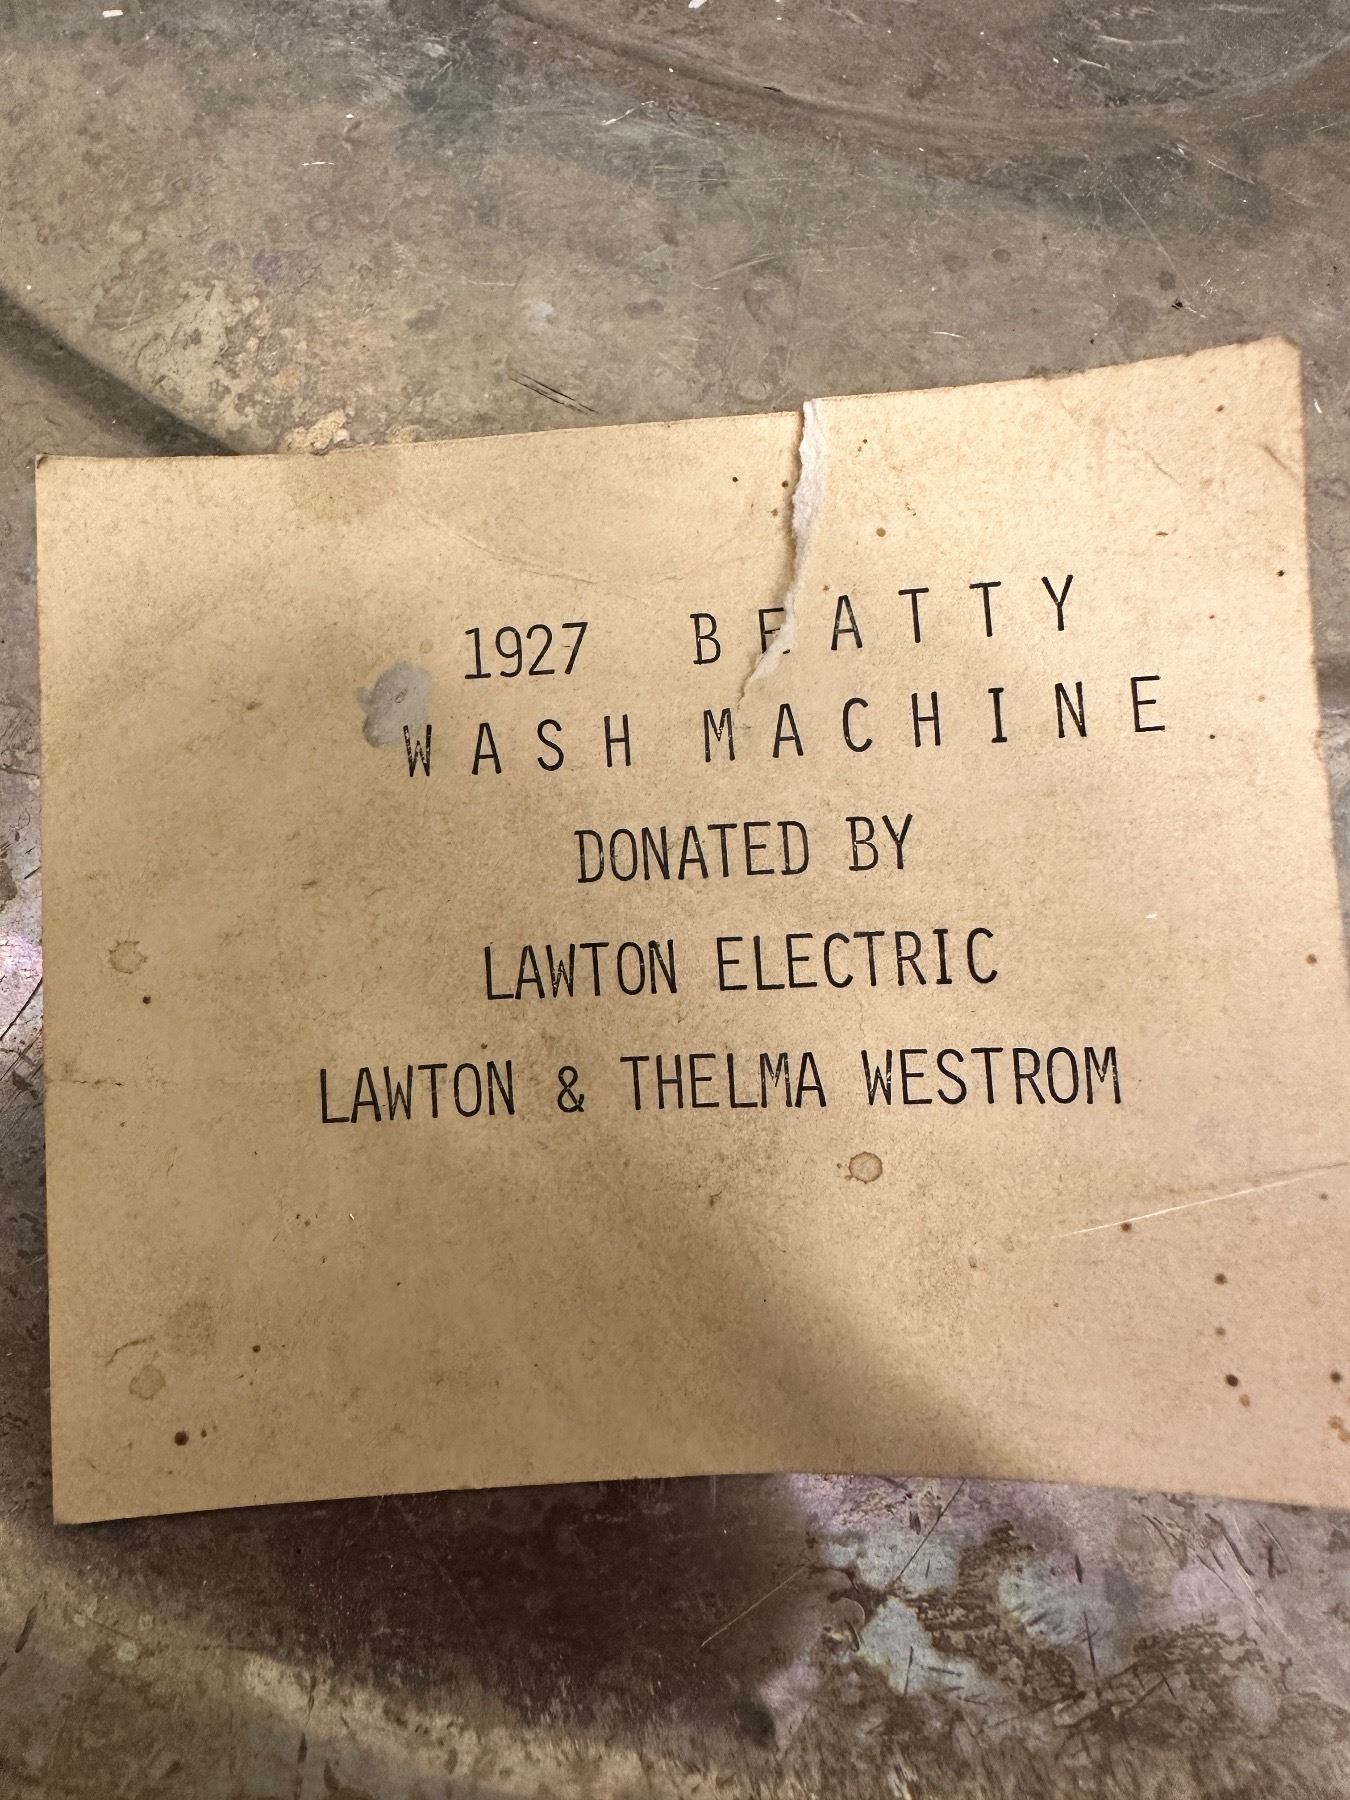 1927 BEATTY
WASH MACHINE
DONATED BY
LAWTON ELECTRIC
LAWTON & THELMA WESTROM